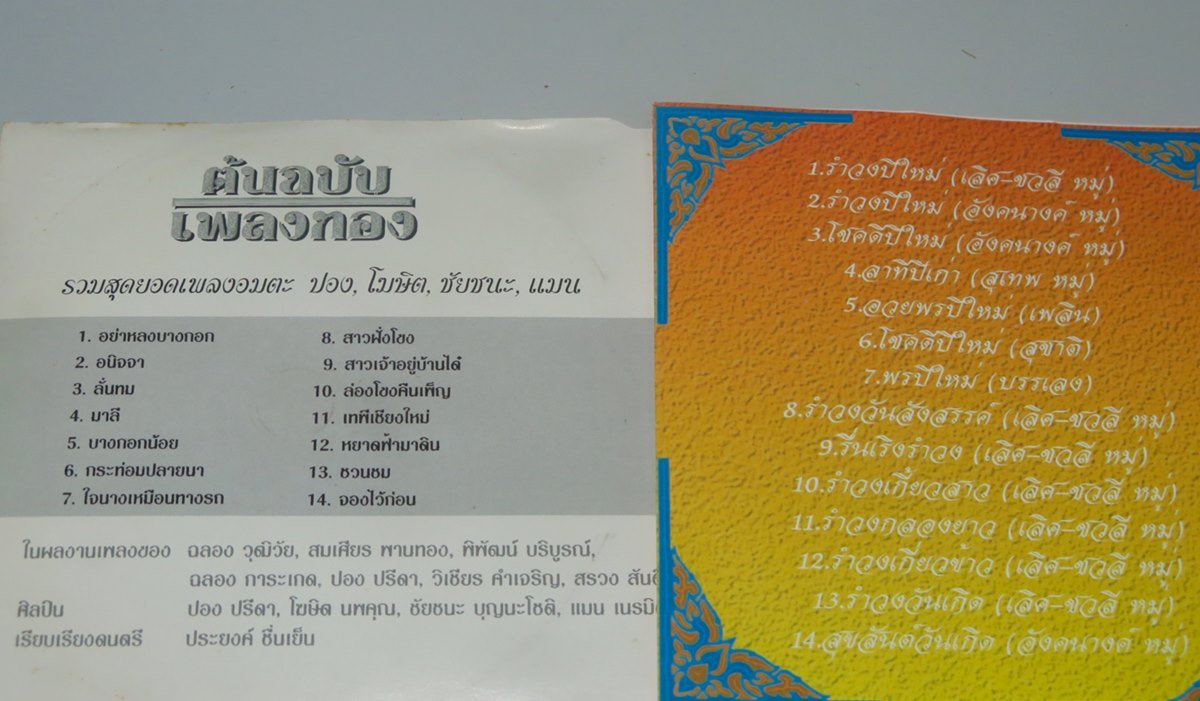 ต้นฉบับ
เพลงทอง
รวมสุดยอดเพลงอมตะ ปอง, โฆษิต, ชัยชนะ, แมน
1. อย่าหลงบางกอก
2. อนิจจา
3. ลั่นทม
4. มาลี
5. บางกอกน้อย
6. กระท่อมปลายนา
7. ใจนางเหมือนทางรถ
8. สาวฝั่งโขง
9. สาวเจ้าอยู่บ้านได๋
10. ล่องโขงคืนเพ็ญ
11. เทพีเชียงใหม่
12. หยาดฟ้ามาดิน
13. ชวนชม
14. จองไว้ก่อน
ในผลงานเพลงของ ฉลอง วุฒิวัย, สมเศียร พานทอง, พิพัฒน์ บริบูรณ์,
ฉลอง การะเกด, ปอง ปรีดา, วิเชียร คำเจริญ, สรวง
ศิลปิน ปอง ปรีดา, โฆษิต นพคุณ, ชัยชนะ บุญนะโชติ, แมน
เรียบเรียงดนตรี ประยงค์ ชื่นเย็น
1.รำวงปีใหม่ (เลิศ-ชวลี หมู่)
2.รำวงปีใหม่ (อังคนางค์ หมู่)
3.โชคดีปีใหม่ (อังคนางค์ หมู่)
4.ลาทีปีเก่า (สุเทพ หมู่)
5.อวยพรปีใหม่ (เพลิน)
6.โชคดีปีใหม่ (สุชาติ)
7.พรปีใหม่ (บรรเลง)
8.รำวงวันสังสรรค์ (เลิศ-ชวลี หมู่)
9.รื่นเริงรำวง (เลิศ-ชวลี หมู่)
10.รำวงเกี้ยวสาว (เลิศ-ชวลี หมู่)
11.รำวงกลองยาว (เลิศ-ชวลี หมู่)
12.รำวงเกี่ยวข้าว (เลิศ-ชวลี หมู่)
13.รำวงวันเกิด (เลิศ-ชวลี หมู่)
14.สุขสันต์วันเกิด (อังคนางค์ หมู่)